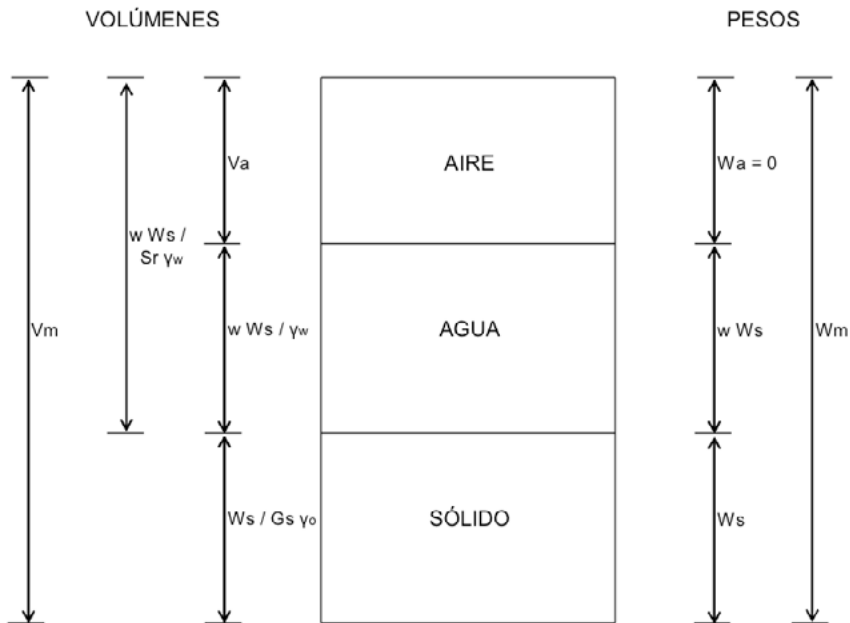 VOLÚMENES
PESOS
Va
AIRE
Wa = 0
w Ws /
Sr γw
Vm
w Ws / γw
AGUA
w Ws
Wm
Ws / Gs γo
SÓLIDO
Ws